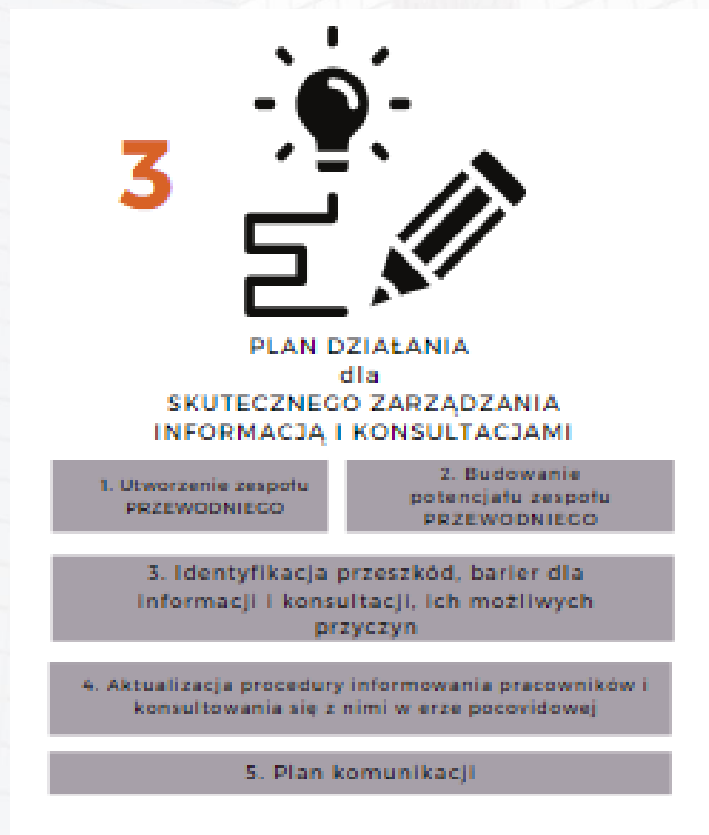 3
PLAN DZIAŁANIA
dla
SKUTECZNEGO ZARZĄDZANIA
INFORMACJĄ I KONSULTACJAMI
1. Utworzenie zespołu
PRZEWODNIEGO
2. Budowanie
potencjału zespołu
PRZEWODNIEGO
3. Identyfikacja przeszkód, barier dla
informacji i konsultacji, ich możliwych
przyczyn
4. Aktualizacja procedury informowania pracowników i
konsultowania się z nimi w erze pocovidowej
5. Plan komunikacji